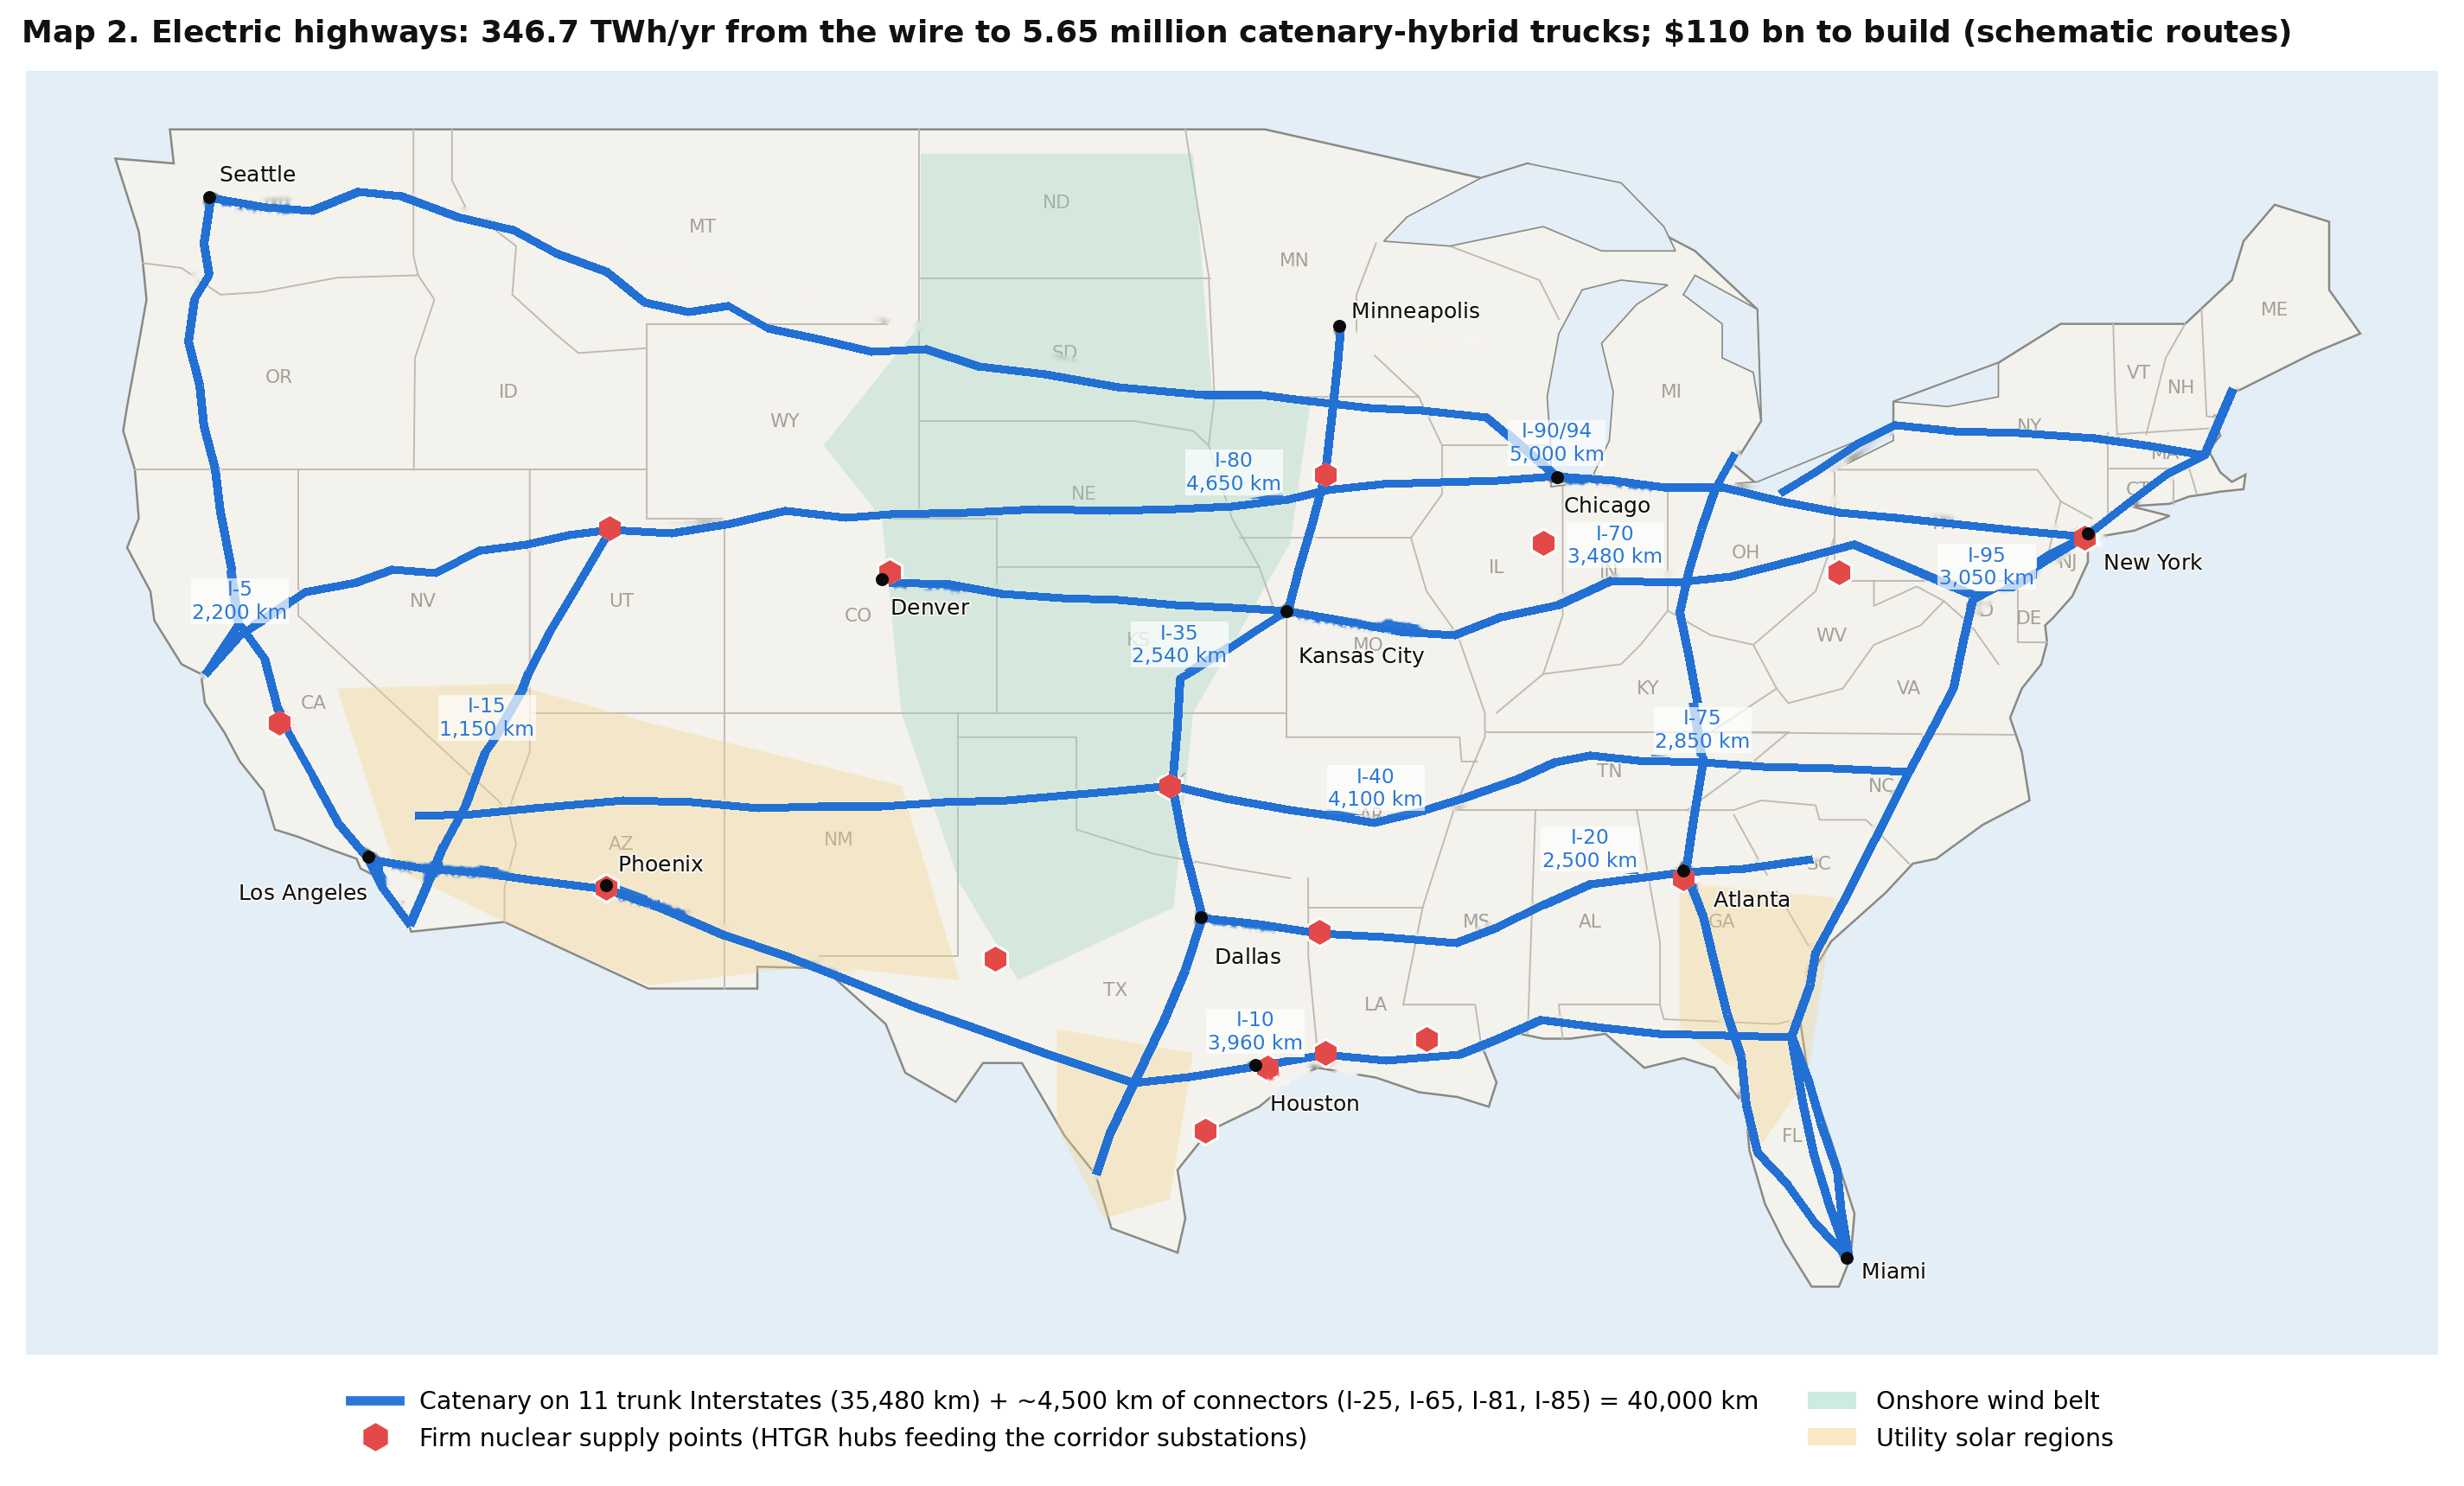 Map 2. Electric highways: 346.7 TWh/yr from the wire to 5.65 million catenary-hybrid trucks; $110 bn to build (schematic routes)
Seattle
MT
ND
MN
ME
Minneapolis
OR
ID
WY
SD
MI
VT
NH
NY
MA
I-90/94
5,000 km
I-80
4,650 km
NE
CT
Chicago
I-70
3,480 km
IL
IN
OH
I-95
3,050 km
NJ
New York
I-5
2,200 km
NV
UT
CO
Denver
DE
I-35
2,540 km
KS
MO
Kansas City
WV
CA
KY
VA
I-15
1,150 km
I-75
2,850 km
I-40
4,100 km
AR
TN
NC
AZ
NM
Phoenix
I-20
2,500 km
SC
Los Angeles
Atlanta
MS
AL
GA
Dallas
TX
LA
I-10
3,960 km
Houston
FL
Miami
Catenary on 11 trunk Interstates (35,480 km) + ~4,500 km of connectors (I-25, I-65, I-81, I-85) = 40,000 km
Firm nuclear supply points (HTGR hubs feeding the corridor substations)
Onshore wind belt
Utility solar regions